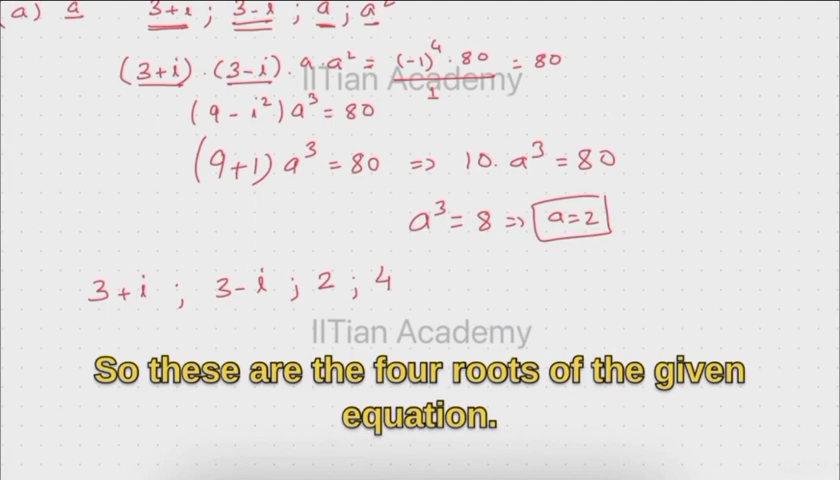 (a) a 3+i ; 3-i ; a ; a²
(3+i) · (3-i) · a · a² = (-1)⁴ · 80 / 1 = 80
IITian Academy
(9 - i²) a³ = 80
(9+1) a³ = 80 => 10. a³ = 80
a³ = 8 => a=2
3+i ; 3-i ; 2 ; 4
IITian Academy
So these are the four roots of the given
equation.